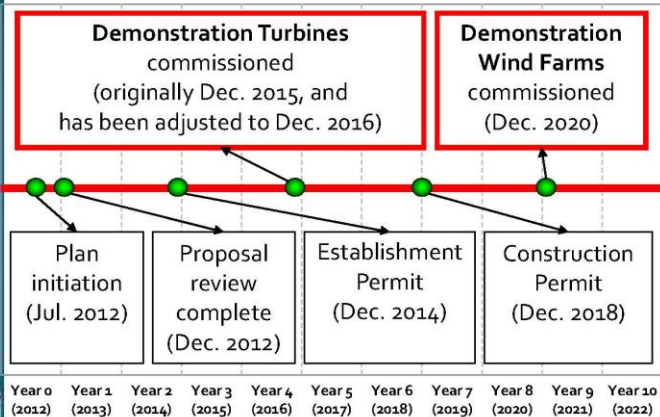 Demonstration Turbines
commissioned
(originally Dec. 2015, and
has been adjusted to Dec. 2016)
Demonstration
Wind Farms
commissioned
(Dec. 2020)
Plan
initiation
(Jul. 2012)
Proposal
review
complete
(Dec. 2012)
Establishment
Permit
(Dec. 2014)
Construction
Permit
(Dec. 2018)
Year 0 Year 1 Year 2 Year 3 Year 4 Year 5 Year 6 Year 7 Year 8 Year 9 Year 10
(2012) (2013) (2014) (2015) (2016) (2017) (2018) (2019) (2020) (2021) (2022)